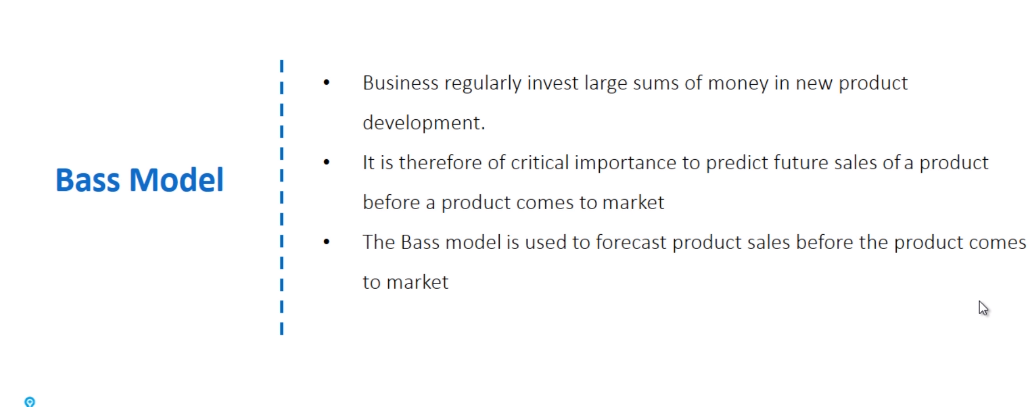 Bass Model
• Business regularly invest large sums of money in new product
development.
• It is therefore of critical importance to predict future sales of a product
before a product comes to market
• The Bass model is used to forecast product sales before the product comes
to market